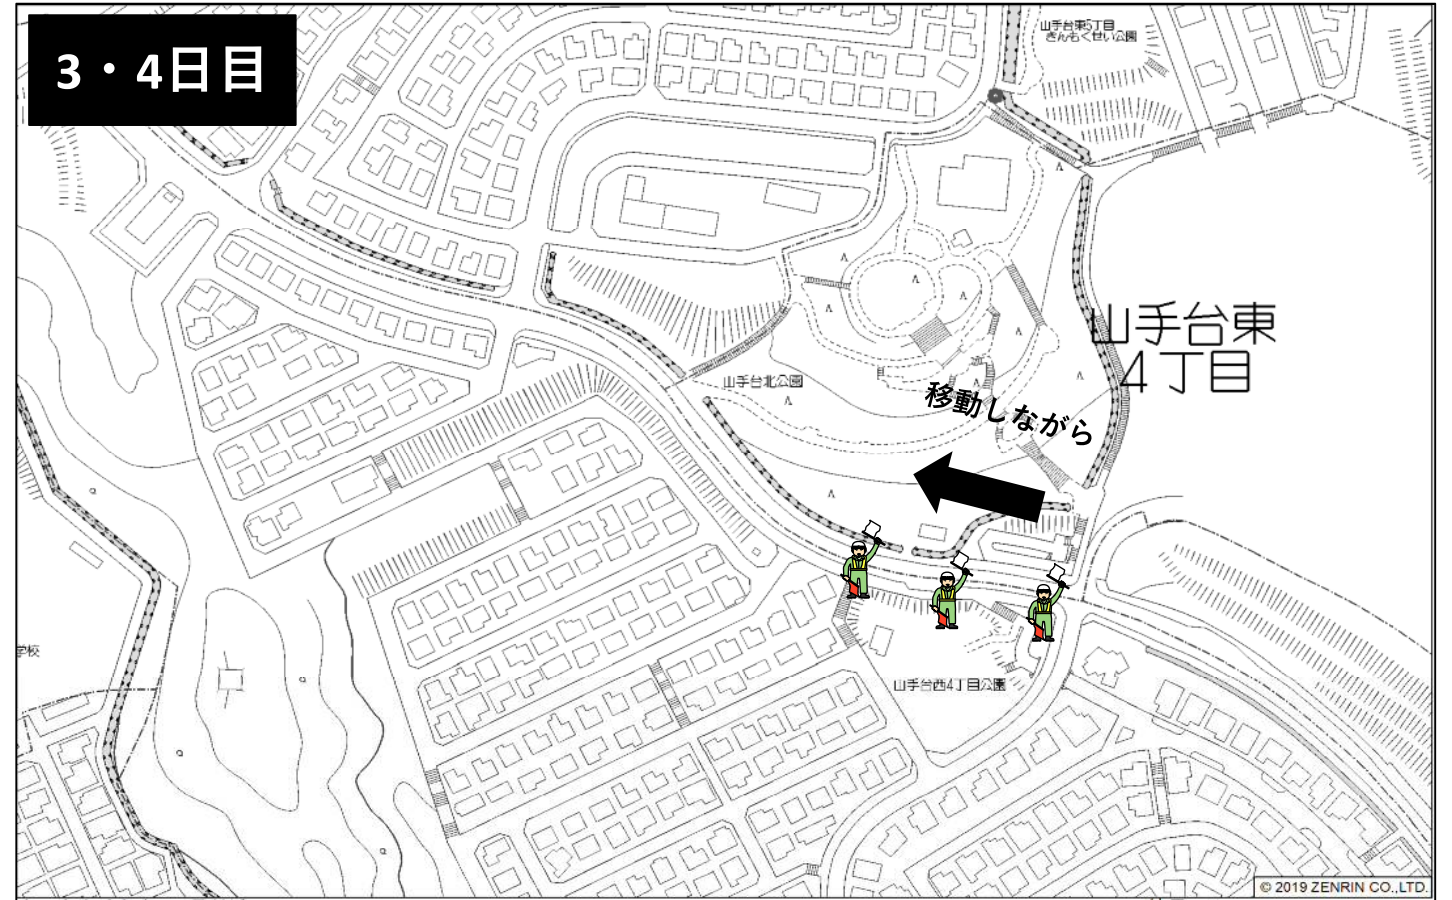 3・4日目
山手台東5丁目
きんもくせい公園
山手台東
4丁目
山手台北公園
移動しながら
学校
山手台西4丁目公園
© 2019 ZENRIN CO.,LTD.